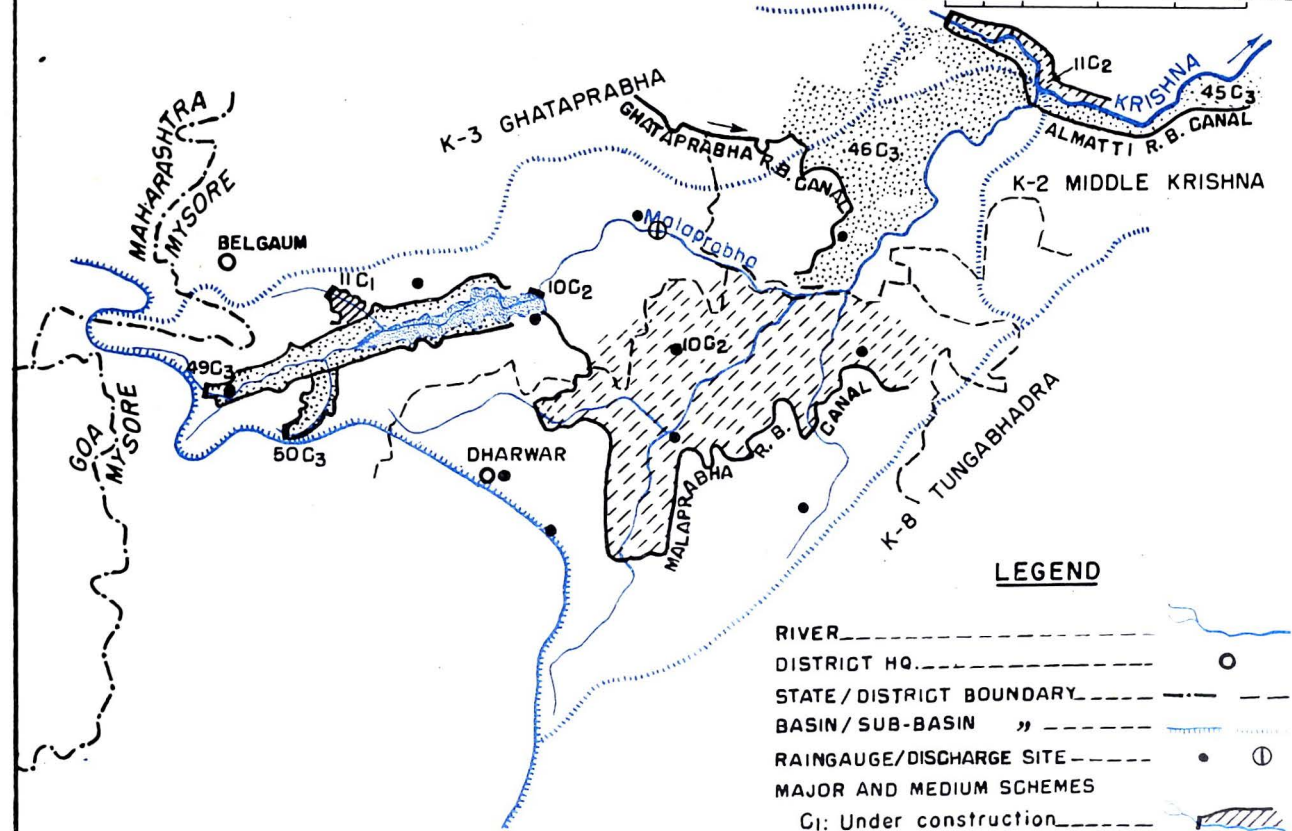 11C2
KRISHNA
45C3
ALMATTI R. B. CANAL
K-2 MIDDLE KRISHNA
K-3 GHATAPRABHA
GHATAPRABHA R.B. CANAL
46C3
MAHARASHTRA
MYSORE
BELGAUM
Malaprabha
11C1
10C2
10C2
49C3
50C3
GOA
MYSORE
DHARWAR
MALAPRABHA R. B. CANAL
K-8 TUNGABHADRA
LEGEND
RIVER
DISTRICT HQ.
STATE / DISTRICT BOUNDARY
BASIN / SUB-BASIN „
RAINGAUGE/DISCHARGE SITE
MAJOR AND MEDIUM SCHEMES
C1: Under construction